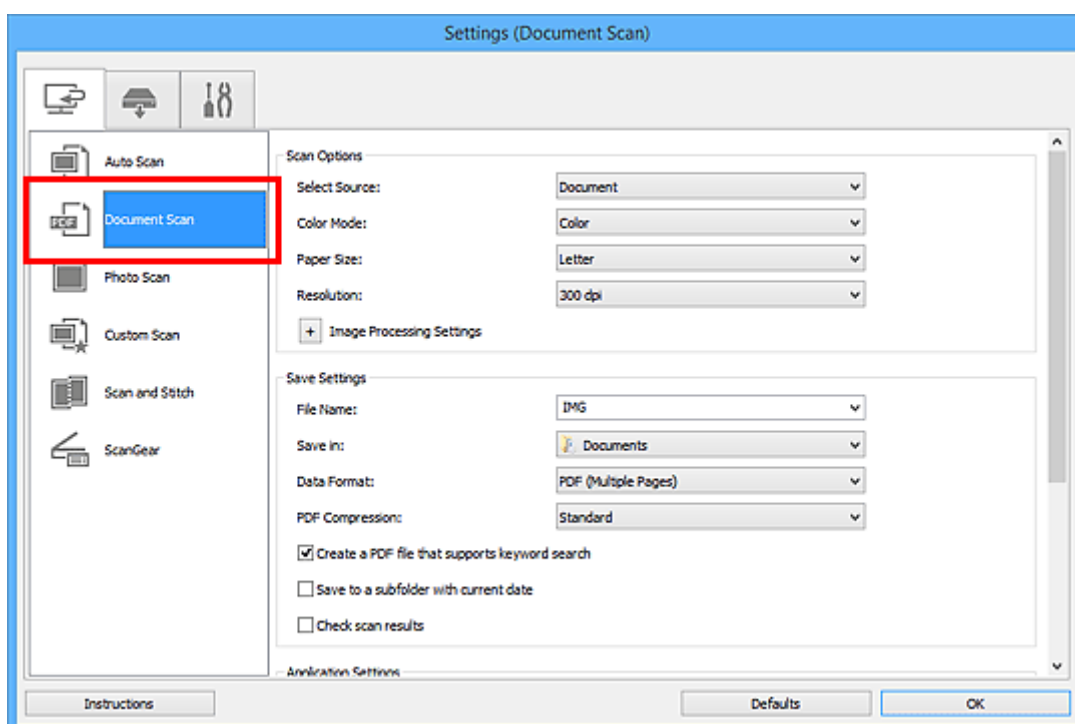 Settings (Document Scan)
Auto Scan
PDF
Document Scan
Photo Scan
Custom Scan
Scan and Stitch
ScanGear
Scan Options
Select Source: Document
Color Mode: Color
Paper Size: Letter
Resolution: 300 dpi
+ Image Processing Settings
Save Settings
File Name: IMG
Save in: Documents
Data Format: PDF (Multiple Pages)
PDF Compression: Standard
Create a PDF file that supports keyword search
Save to a subfolder with current date
Check scan results
Application Settings
Instructions Defaults OK